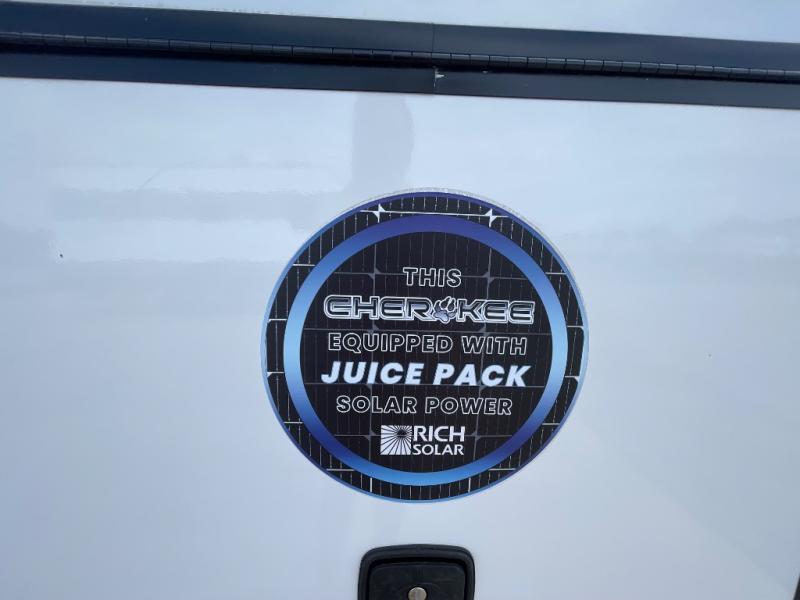 THIS
CHEROKEE
EQUIPPED WITH
JUICE PACK
SOLAR POWER
RICH
SOLAR